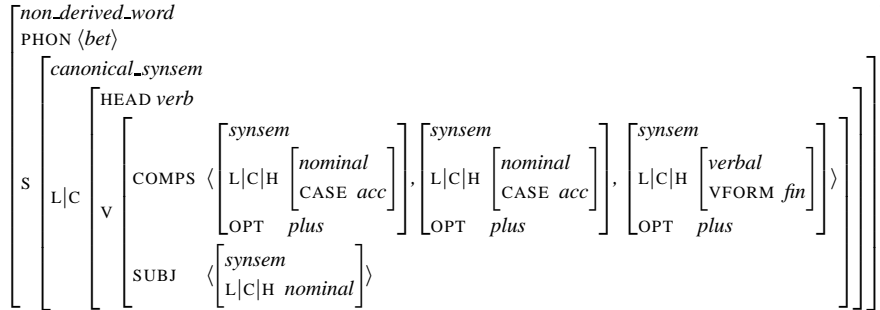 non_derived_word
PHON ⟨bet⟩
S
canonical_synsem
L|C
HEAD verb
V
COMPS ⟨[synsem L|C|H [nominal CASE acc] OPT plus], [synsem L|C|H [nominal CASE acc] OPT plus], [synsem L|C|H [verbal VFORM fin] OPT plus]⟩
SUBJ ⟨[synsem L|C|H nominal]⟩